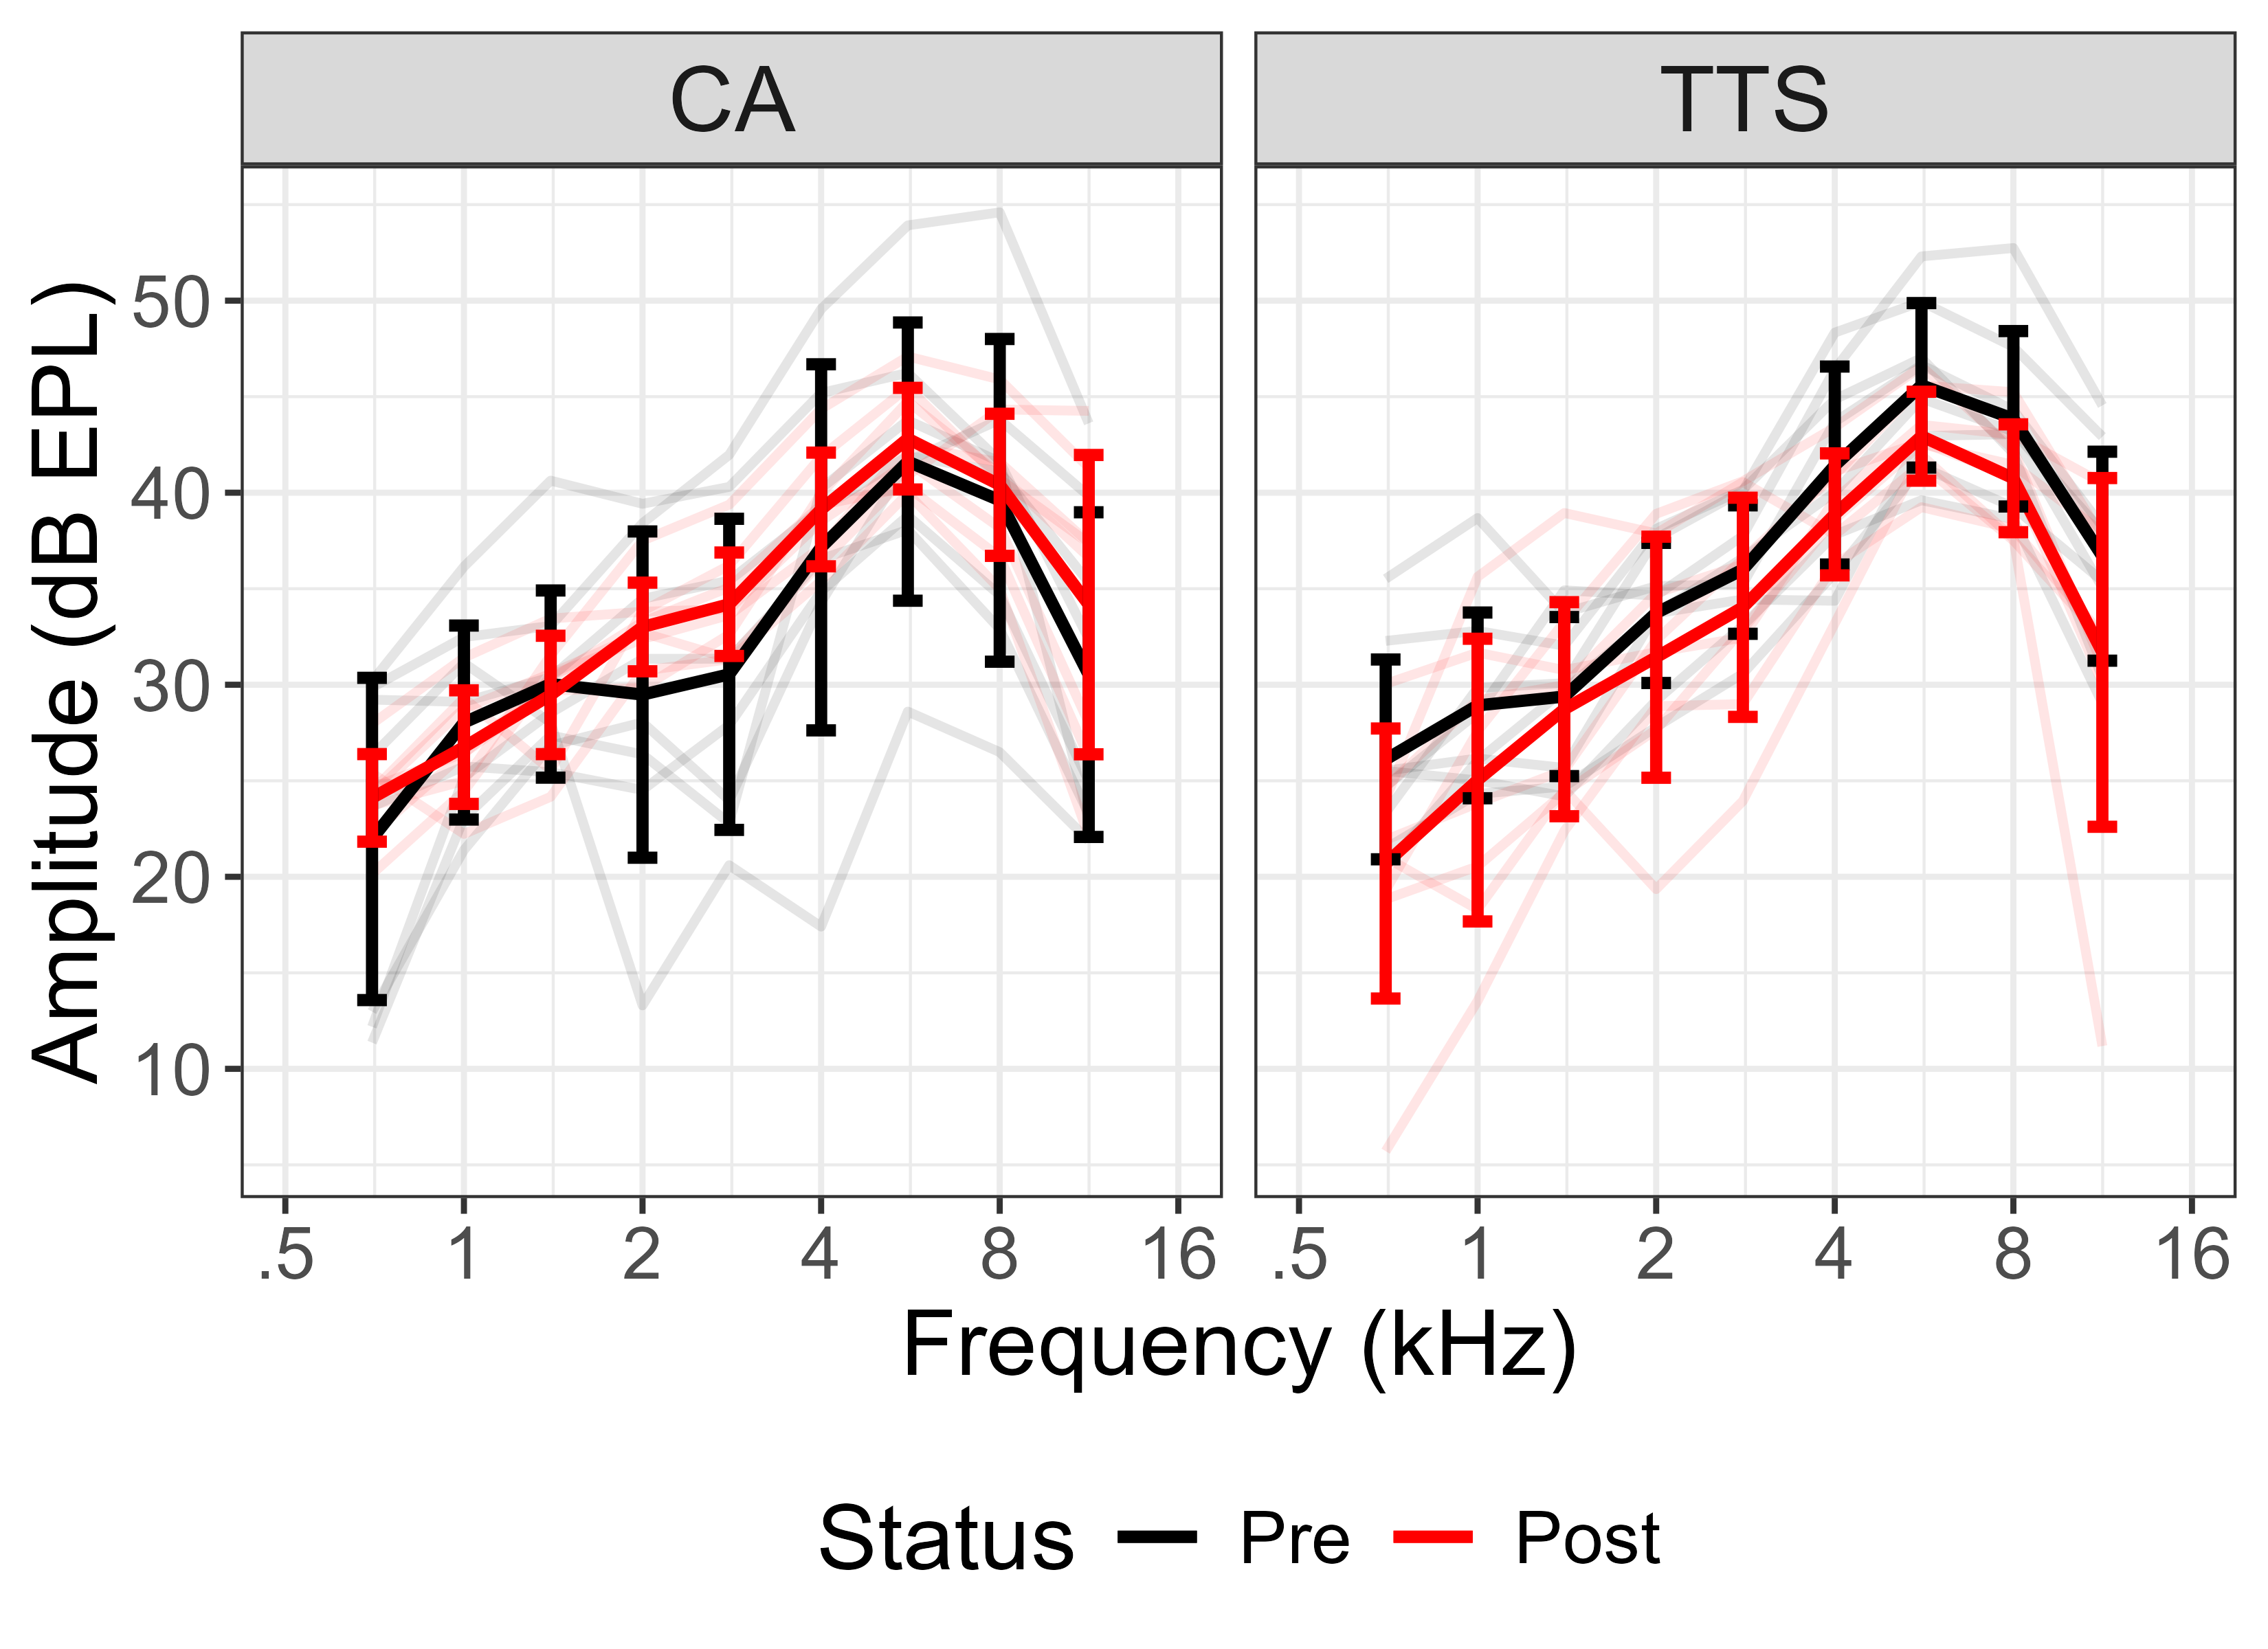 CA
TTS
Amplitude (dB EPL)
50
40
30
20
10
.5 1 2 4 8 16
.5 1 2 4 8 16
Frequency (kHz)
Status Pre Post